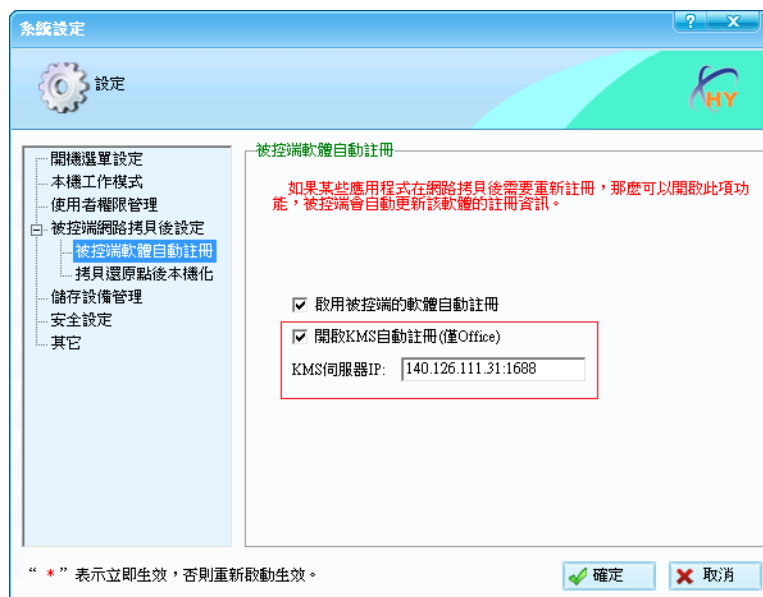 系統設定
?
X
設定
HY
開機選單設定
本機工作模式
使用者權限管理
被控端網路拷貝後設定
被控端軟體自動註冊
拷貝還原點後本機化
儲存設備管理
安全設定
其它
被控端軟體自動註冊
如果某些應用程式在網路拷貝後需要重新註冊，那麼可以開啟此項功
能，被控端會自動更新該軟體的註冊資訊。
啟用被控端的軟體自動註冊
開啟KMS自動註冊(僅Office)
KMS伺服器IP: 140.126.111.31:1688
“ * ” 表示立即生效，否則重新啟動生效。
確定
取消